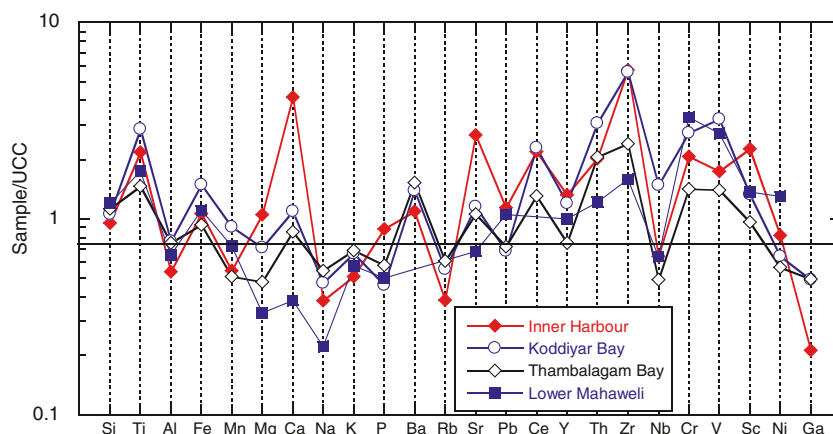 10
1
0.1
Sample/UCC
Inner Harbour
Koddiyar Bay
Thambalagam Bay
Lower Mahaweli
Si Ti Al Fe Mn Mg Ca Na K P Ba Rb Sr Pb Ce Y Th Zr Nb Cr V Sc Ni Ga